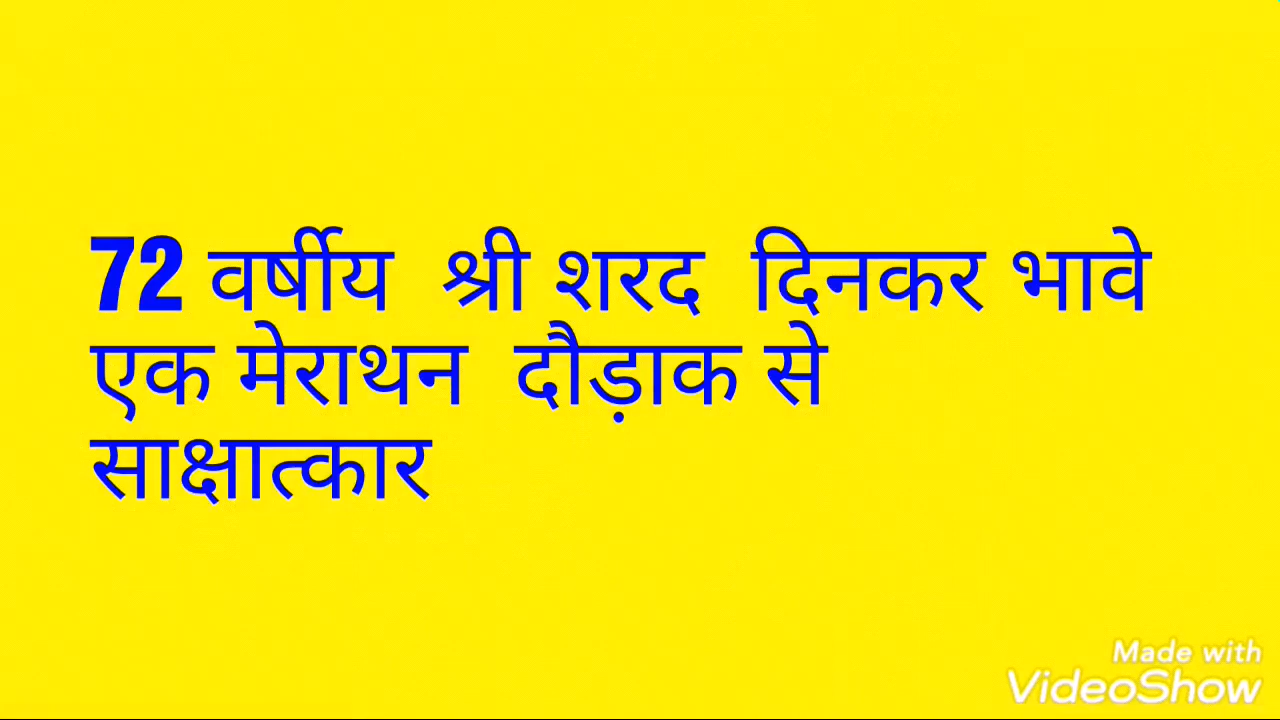 72 वर्षीय श्री शरद दिनकर भावे
एक मेराथन दौड़ाक से
साक्षात्कार
Made with
VideoShow